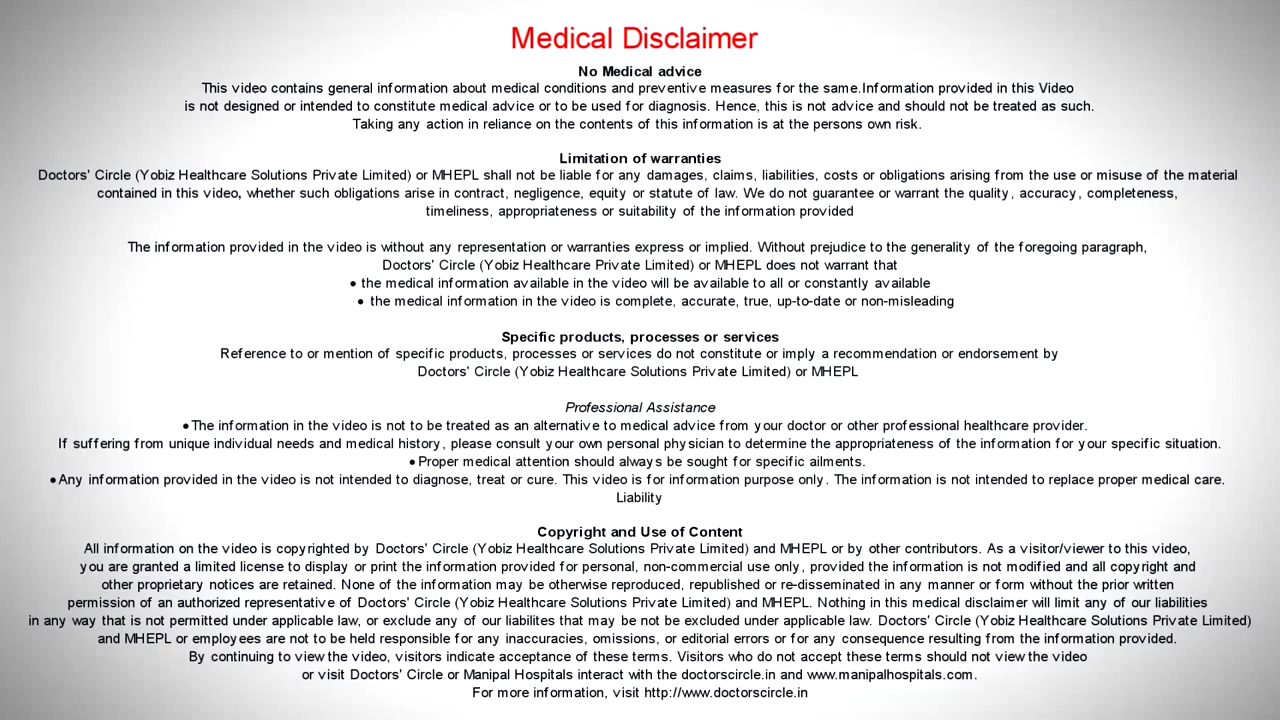 Medical Disclaimer
No Medical advice
This video contains general information about medical conditions and preventive measures for the same.Information provided in this Video
is not designed or intended to constitute medical advice or to be used for diagnosis. Hence, this is not advice and should not be treated as such.
Taking any action in reliance on the contents of this information is at the persons own risk.
Limitation of warranties
Doctors' Circle (Yobiz Healthcare Solutions Private Limited) or MHEPL shall not be liable for any damages, claims, liabilities, costs or obligations arising from the use or misuse of the material
contained in this video, whether such obligations arise in contract, negligence, equity or statute of law. We do not guarantee or warrant the quality, accuracy, completeness,
timeliness, appropriateness or suitability of the information provided
The information provided in the video is without any representation or warranties express or implied. Without prejudice to the generality of the foregoing paragraph,
Doctors' Circle (Yobiz Healthcare Private Limited) or MHEPL does not warrant that
• the medical information available in the video will be available to all or constantly available
• the medical information in the video is complete, accurate, true, up-to-date or non-misleading
Specific products, processes or services
Reference to or mention of specific products, processes or services do not constitute or imply a recommendation or endorsement by
Doctors' Circle (Yobiz Healthcare Solutions Private Limited) or MHEPL
Professional Assistance
•The information in the video is not to be treated as an alternative to medical advice from your doctor or other professional healthcare provider.
If suffering from unique individual needs and medical history, please consult your own personal physician to determine the appropriateness of the information for your specific situation.
•Proper medical attention should always be sought for specific ailments.
•Any information provided in the video is not intended to diagnose, treat or cure. This video is for information purpose only. The information is not intended to replace proper medical care.
Liability
Copyright and Use of Content
All information on the video is copyrighted by Doctors' Circle (Yobiz Healthcare Solutions Private Limited) and MHEPL or by other contributors. As a visitor/viewer to this video,
you are granted a limited license to display or print the information provided for personal, non-commercial use only, provided the information is not modified and all copyright and
other proprietary notices are retained. None of the information may be otherwise reproduced, republished or re-disseminated in any manner or form without the prior written
permission of an authorized representative of Doctors' Circle (Yobiz Healthcare Solutions Private Limited) and MHEPL. Nothing in this medical disclaimer will limit any of our liabilities
in any way that is not permitted under applicable law, or exclude any of our liabilites that may be not be excluded under applicable law. Doctors' Circle (Yobiz Healthcare Solutions Private Limited)
and MHEPL or employees are not to be held responsible for any inaccuracies, omissions, or editorial errors or for any consequence resulting from the information provided.
By continuing to view the video, visitors indicate acceptance of these terms. Visitors who do not accept these terms should not view the video
or visit Doctors' Circle or Manipal Hospitals interact with the doctorscircle.in and www.manipalhospitals.com.
For more information, visit http://www.doctorscircle.in